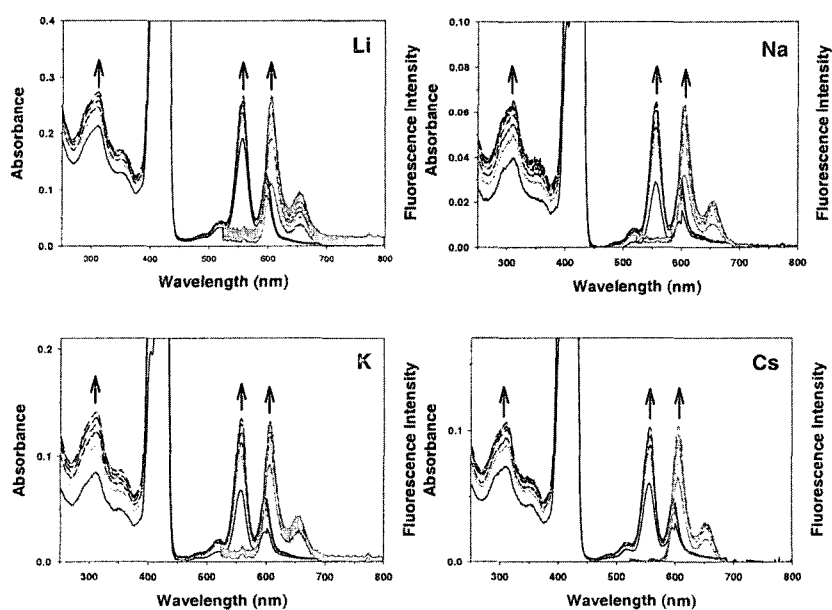 0.4
0.3
0.2
0.1
0.0
Absorbance
Li
Fluorescence Intensity
300 400 500 600 700 800
Wavelength (nm)
0.10
0.08
0.06
0.04
0.02
0.00
Absorbance
Na
Fluorescence Intensity
300 400 500 600 700 800
Wavelength (nm)
0.2
0.1
0.0
Absorbance
K
Fluorescence Intensity
300 400 500 600 700 800
Wavelength (nm)
0.1
0.0
Absorbance
Cs
Fluorescence Intensity
300 400 500 600 700 800
Wavelength (nm)